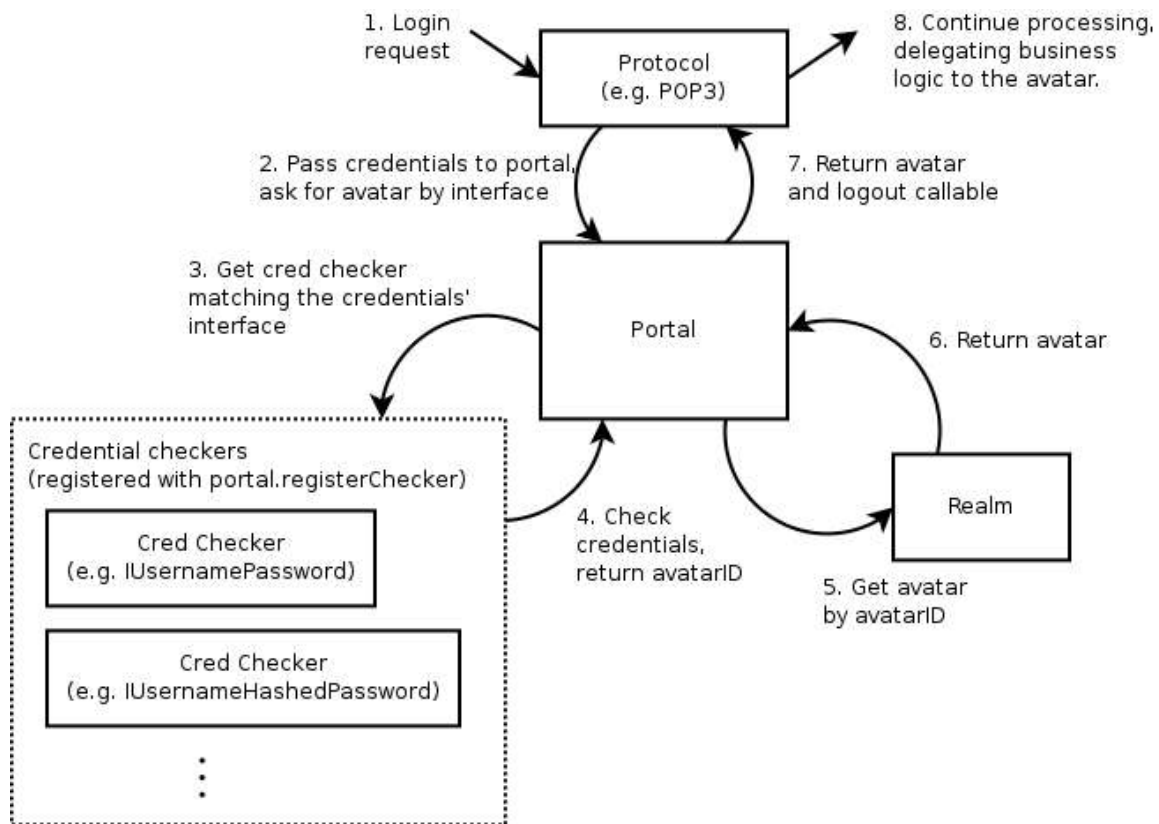 1. Login
request
Protocol
(e.g. POP3)
8. Continue processing,
delegating business
logic to the avatar.
2. Pass credentials to portal,
ask for avatar by interface
7. Return avatar
and logout callable
3. Get cred checker
matching the credentials'
interface
Portal
6. Return avatar
Credential checkers
(registered with portal.registerChecker)
Cred Checker
(e.g. IUsernamePassword)
4. Check
credentials,
return avatarID
Realm
5. Get avatar
by avatarID
Cred Checker
(e.g. IUsernameHashedPassword)